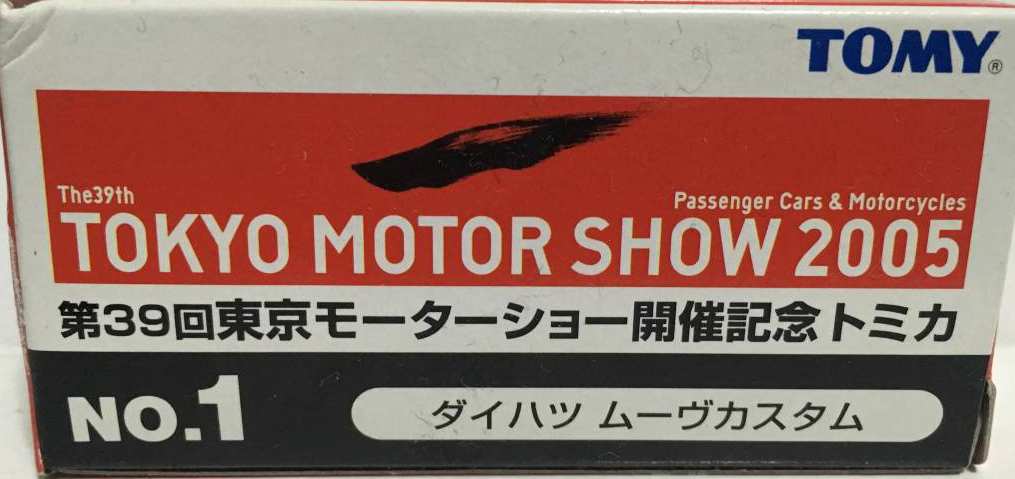 TOMY®
The39th
Passenger Cars & Motorcycles
TOKYO MOTOR SHOW 2005
第39回東京モーターショー開催記念トミカ
NO.1
ダイハツ ムーヴカスタム